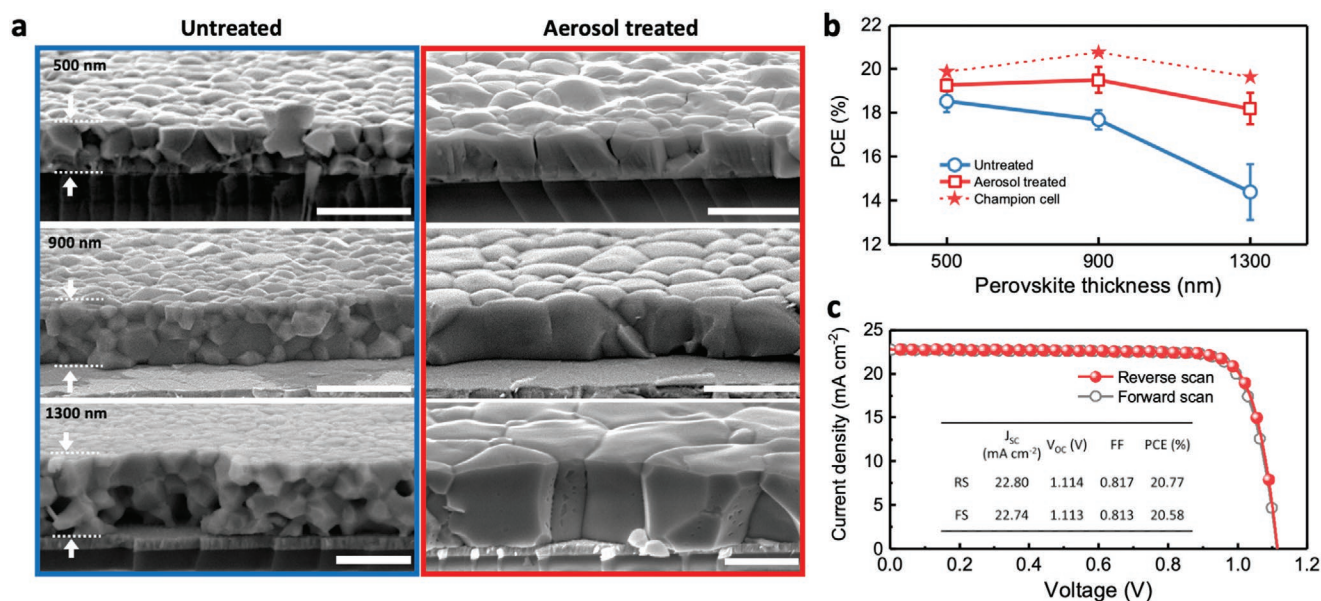 a
Untreated
Aerosol treated
500 nm
900 nm
1300 nm
b
PCE (%)
20
18
16
14
12
22
Untreated
Aerosol treated
Champion cell
500
900
1300
Perovskite thickness (nm)
c
Current density (mA cm⁻²)
25
20
15
10
5
0
Reverse scan
Forward scan
J_SC (mA cm⁻²) V_OC (V) FF PCE (%)
RS 22.80 1.114 0.817 20.77
FS 22.74 1.113 0.813 20.58
0.0 0.2 0.4 0.6 0.8 1.0 1.2
Voltage (V)